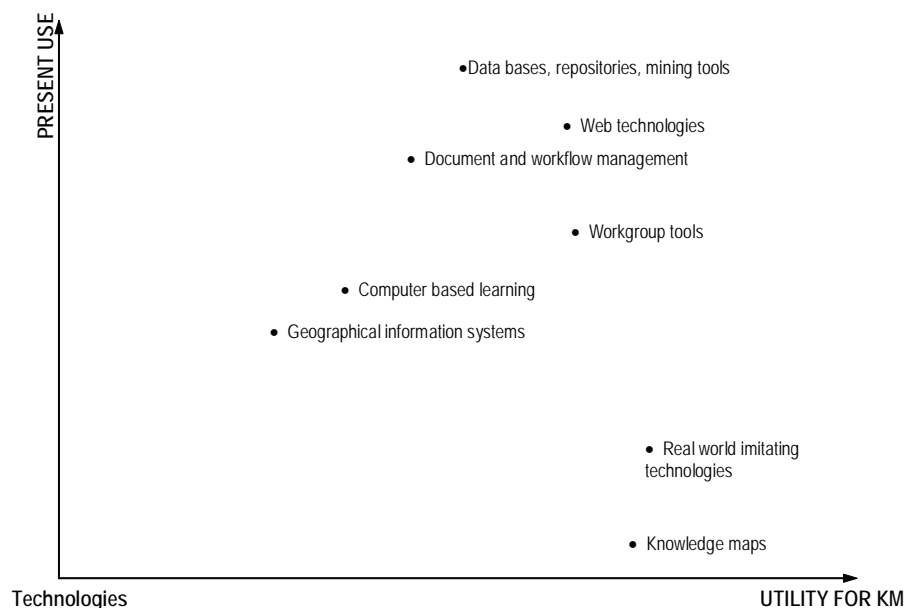 PRESENT USE
•Data bases, repositories, mining tools
• Web technologies
• Document and workflow management
• Workgroup tools
• Computer based learning
• Geographical information systems
• Real world imitating
technologies
• Knowledge maps
Technologies
UTILITY FOR KM